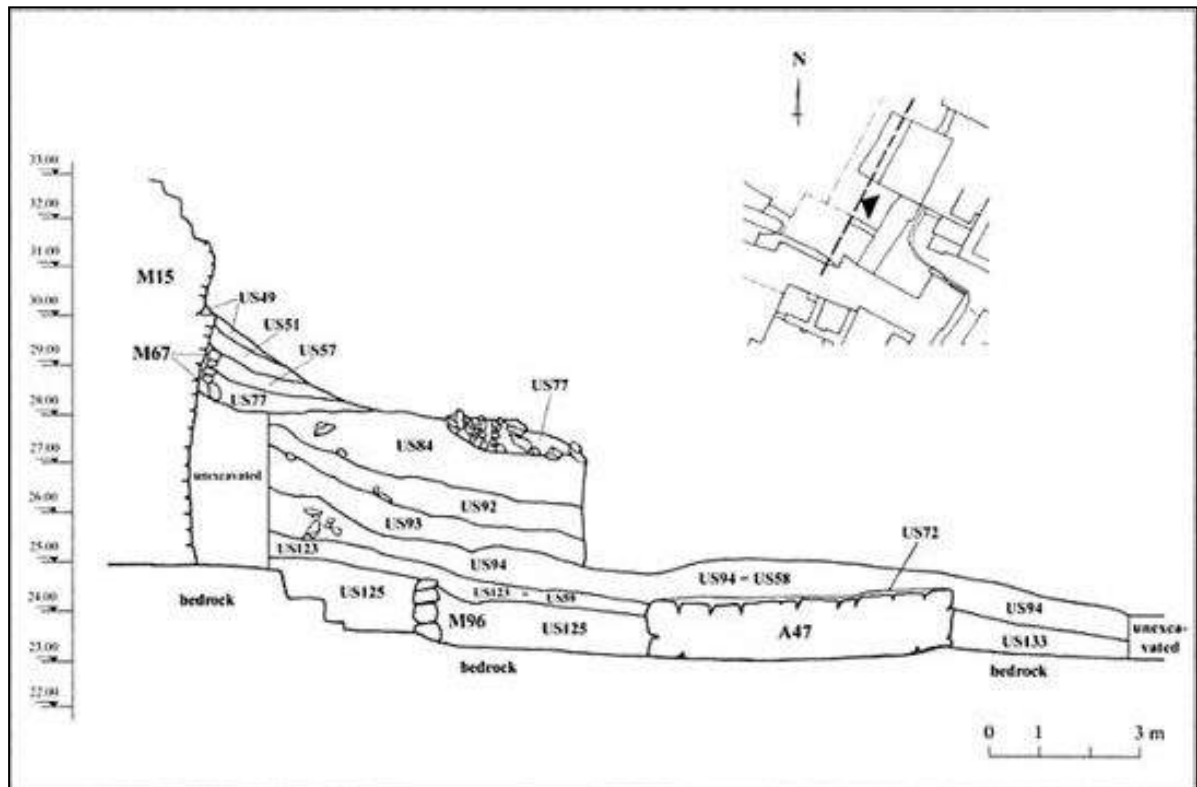 N
33.00
32.00
31.00
30.00
29.00
28.00
27.00
26.00
25.00
24.00
23.00
22.00
M15
US49
US51
US57
M67
US77
US77
US84
unexcavated
US92
US93
US123
US94
US72
US94 = US58
US123 = US59
US94
bedrock
US125
M96
US125
A47
US133
unexca-
vated
bedrock
bedrock
0 1 3 m